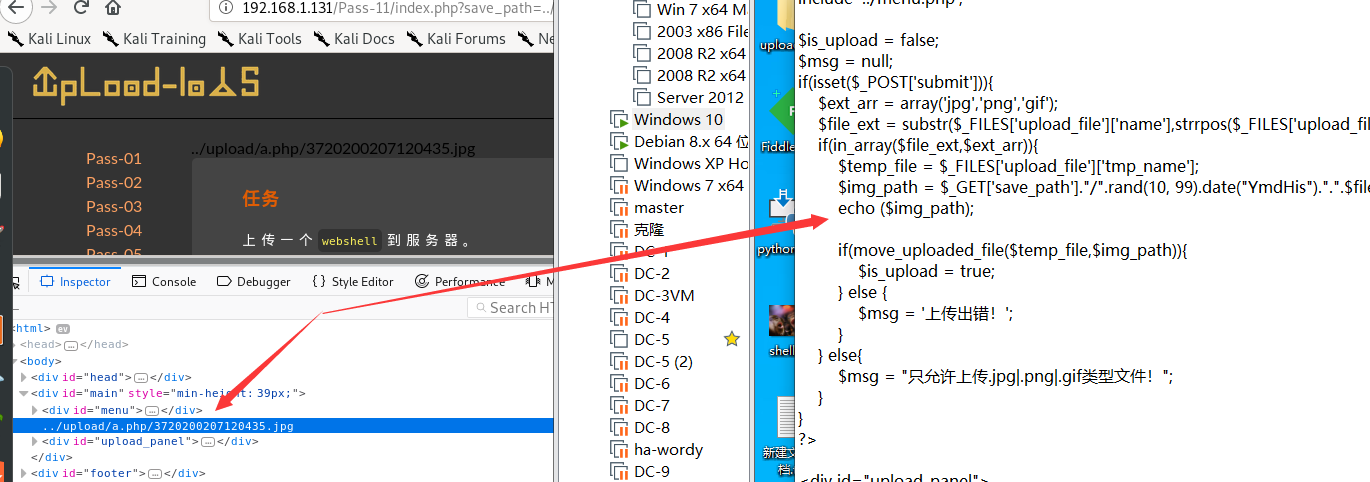 192.168.1.131/Pass-11/index.php?save_path=../
Kali Linux
Kali Training
Kali Tools
Kali Docs
Kali Forums
Ne
UpLoad-labs
Pass-01
Pass-02
Pass-03
Pass-04
Pass-05
../upload/a.php/3720200207120435.jpg
任务
上传一个 webshell 到服务器。
Inspector
Console
Debugger
{} Style Editor
Performance
M
Search HT
<html> ev
<head>…</head>
<body>
<div id="head">…</div>
<div id="main" style="min-height: 39px;">
<div id="menu">…</div>
../upload/a.php/3720200207120435.jpg
<div id="upload_panel">…</div>
</div>
<div id="footer">…</div>
Win 7 x64 M
2003 x86 File
2008 R2 x64
2008 R2 x64
Server 2012
Windows 10
Debian 8.x 64 位
Windows XP Ho
Windows 7 x64
master
克隆
DC-1
DC-2
DC-3VM
DC-4
DC-5
DC-5 (2)
DC-6
DC-7
DC-8
ha-wordy
DC-9
upload
Fiddle
python
shell
新建文
档.
include '../menu.php';
$is_upload = false;
$msg = null;
if(isset($_POST['submit'])){
$ext_arr = array('jpg','png','gif');
$file_ext = substr($_FILES['upload_file']['name'],strrpos($_FILES['upload_fil
if(in_array($file_ext,$ext_arr)){
$temp_file = $_FILES['upload_file']['tmp_name'];
$img_path = $_GET['save_path']."/".rand(10, 99).date("YmdHis").".".$file
echo ($img_path);
if(move_uploaded_file($temp_file,$img_path)){
$is_upload = true;
} else {
$msg = '上传出错！';
}
} else{
$msg = "只允许上传.jpg|.png|.gif类型文件！";
}
}
?>
<div id="upload_panel">